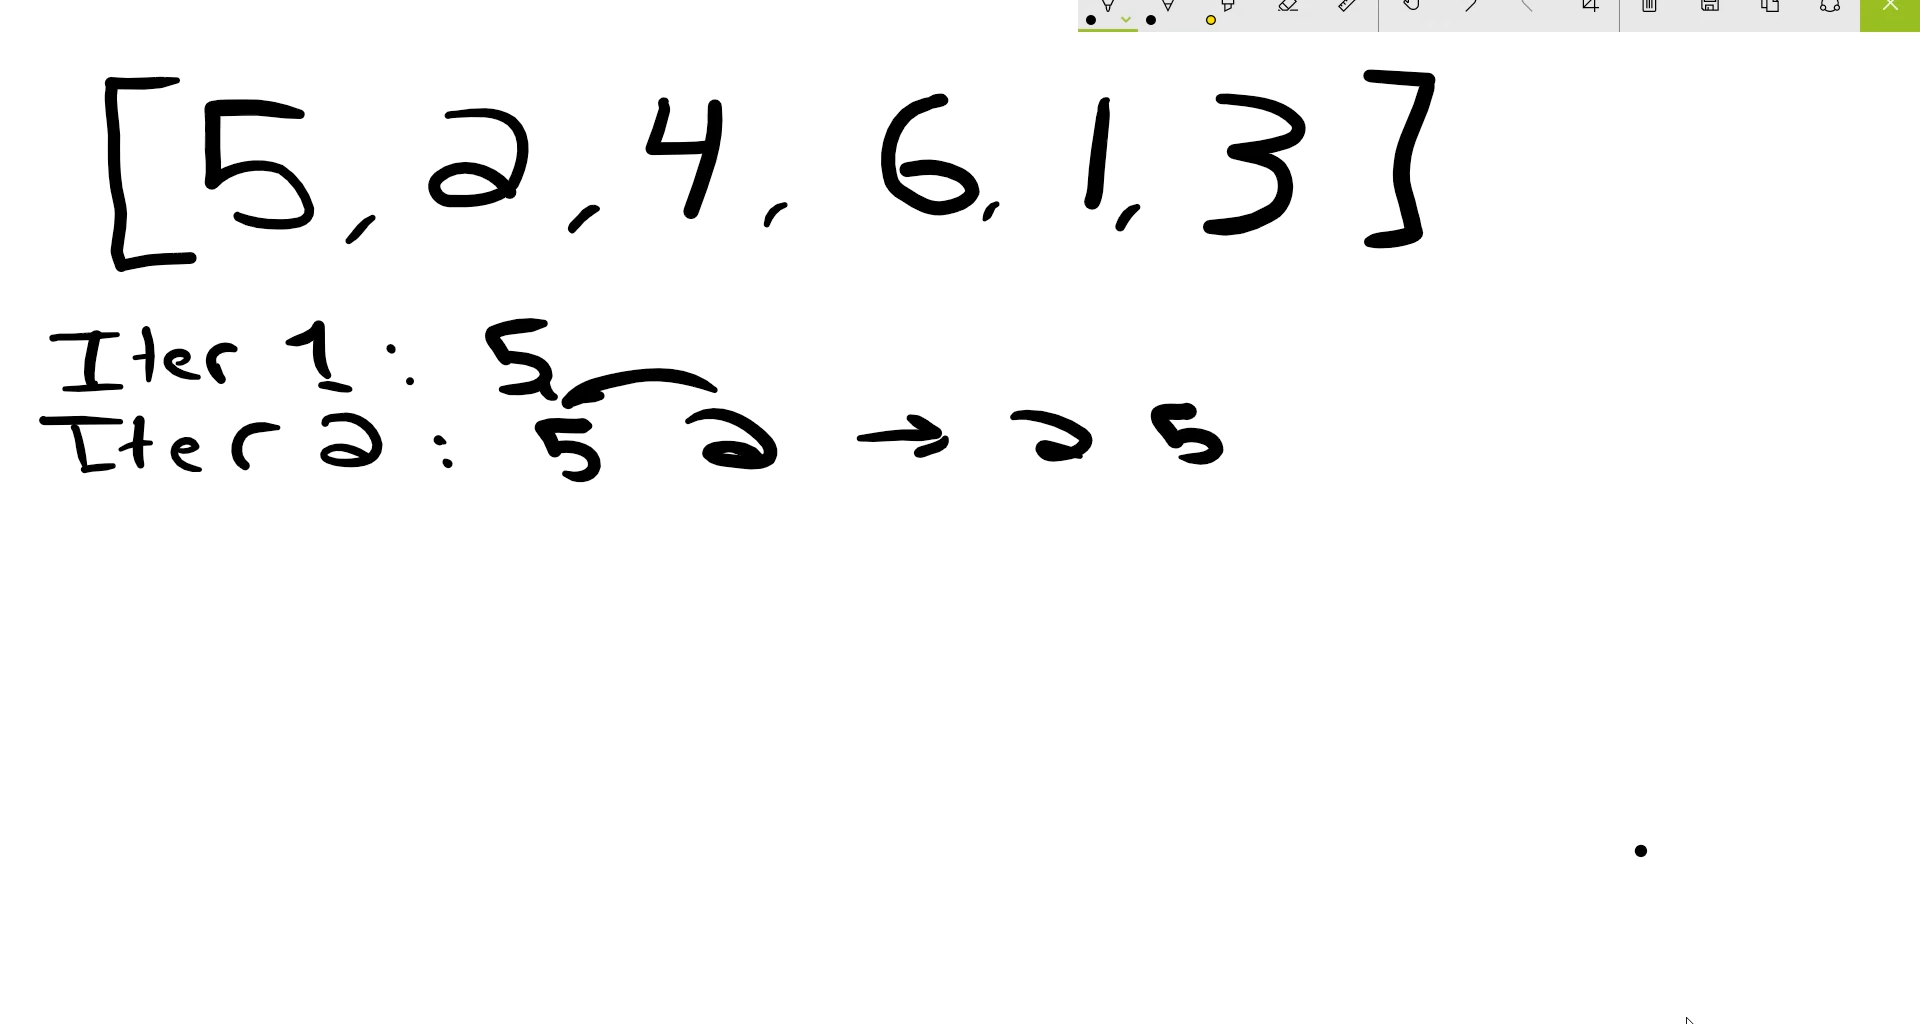 [5, 2, 4, 6, 1, 3]
Iter 1: 5
Iter 2: 5 2 → 2 5